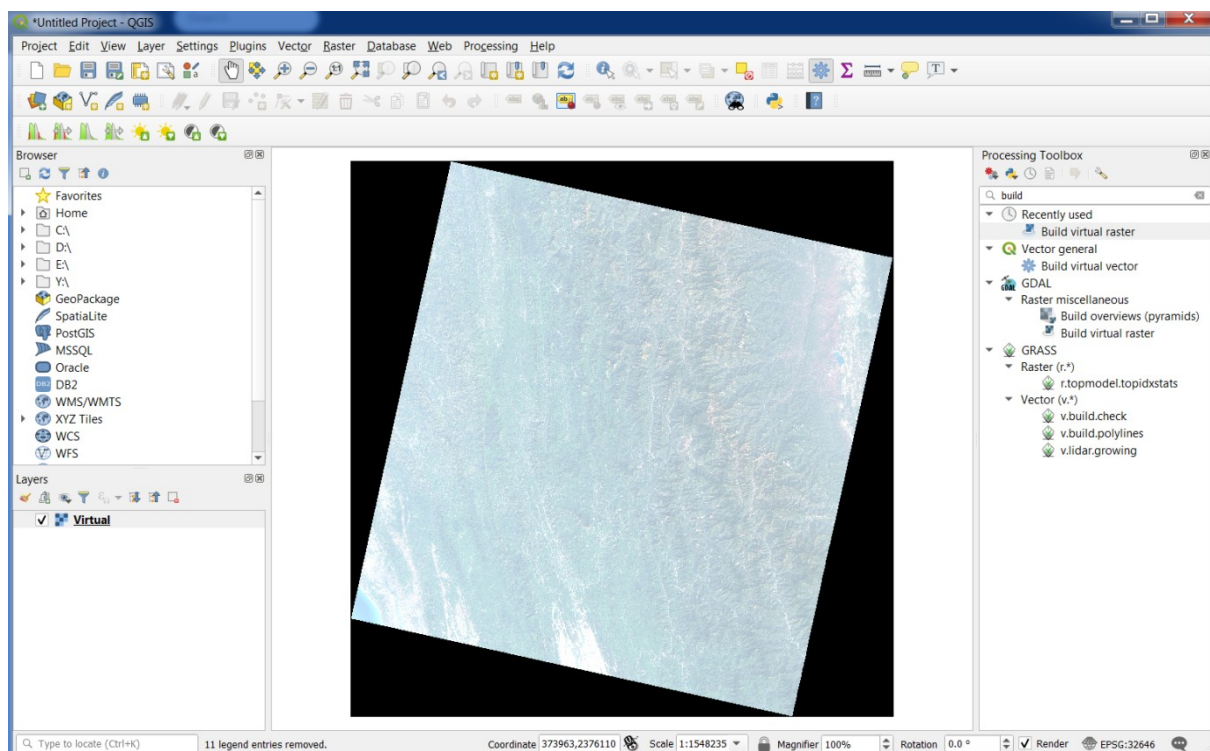 *Untitled Project - QGIS
Project Edit View Layer Settings Plugins Vector Raster Database Web Processing Help
Browser
Favorites
Home
C:\
D:\
E:\
Y:\
GeoPackage
SpatiaLite
PostGIS
MSSQL
Oracle
DB2 DB2
WMS/WMTS
XYZ Tiles
WCS
WFS
Layers
Virtual
Processing Toolbox
build
Recently used
Build virtual raster
Vector general
Build virtual vector
GDAL GDAL
Raster miscellaneous
Build overviews (pyramids)
Build virtual raster
GRASS
Raster (r.*)
r.topmodel.topidxstats
Vector (v.*)
v.build.check
v.build.polylines
v.lidar.growing
Type to locate (Ctrl+K) 11 legend entries removed. Coordinate 373963,2376110 Scale 1:1548235 Magnifier 100% Rotation 0.0 ° Render EPSG:32646